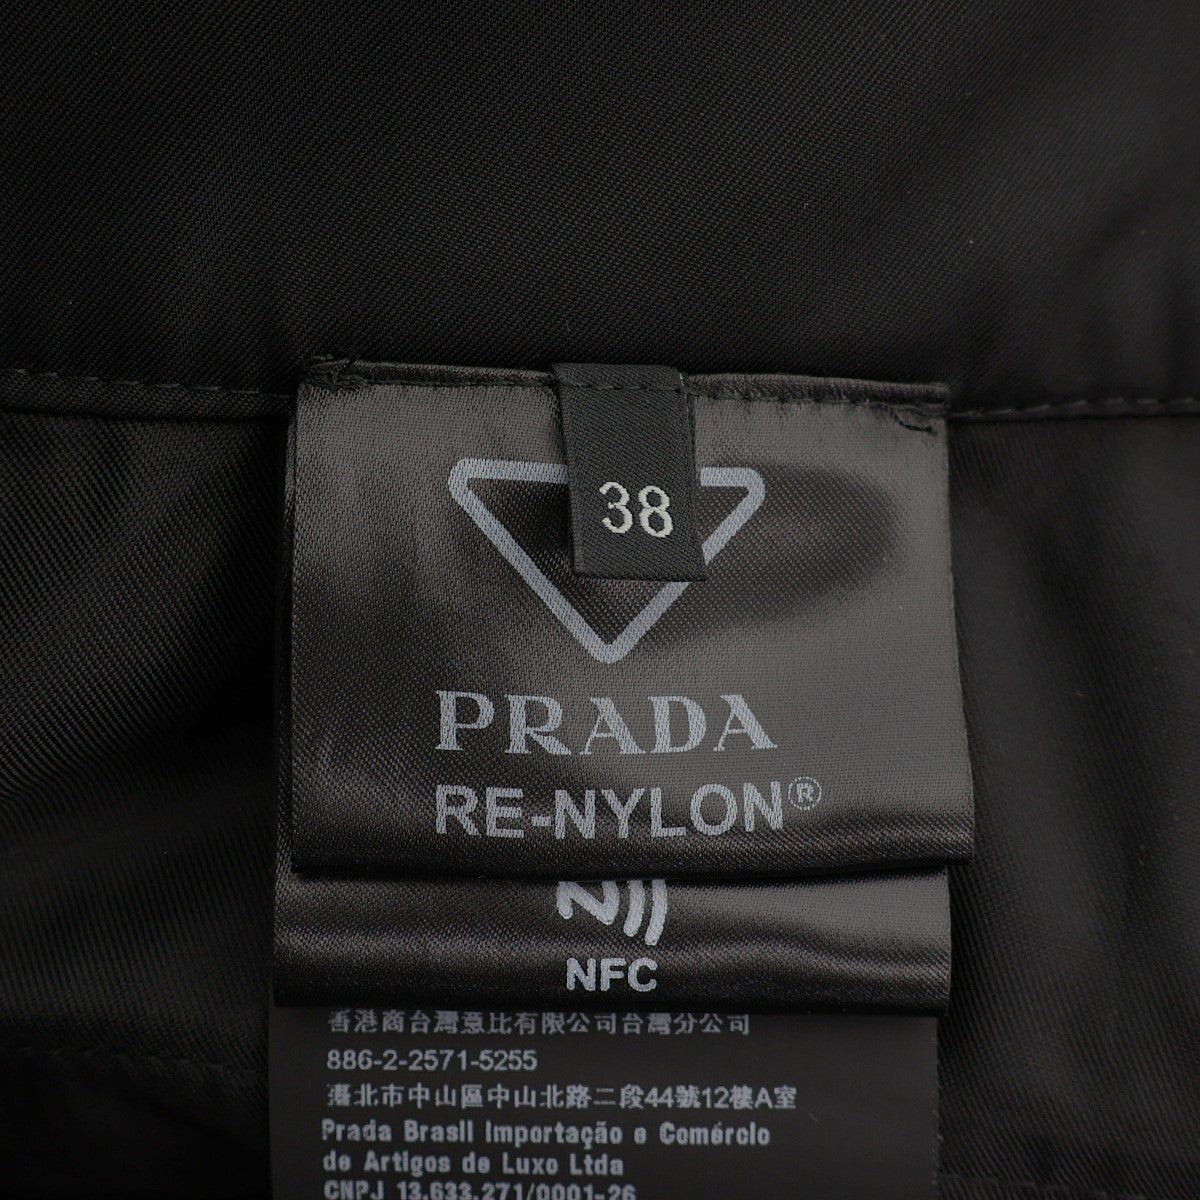 38
PRADA
RE-NYLON®
NFC
香港商台灣意比有限公司台灣分公司
886-2-2571-5255
臺北市中山區中山北路二段44號12樓A室
Prada Brasil Importação e Comércio
de Artigos de Luxo Ltda
CNPJ 13.633.271/0001-26